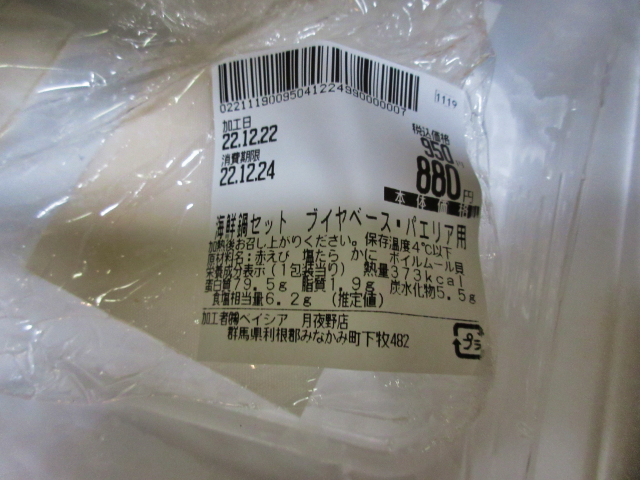 022111900950412249900000007
1119
加工日
22.12.22
消費期限
22.12.24
税込価格
950円
880円
本体価格
海鮮鍋セット ブイヤベース・パエリア用
加熱後お召し上がりください。保存温度4℃以下
原材料名:赤えび 塩たら かに ボイルムール貝
栄養成分表示(1包装当り) 熱量373kcal
蛋白質79.5g 脂質1.9g 炭水化物5.5g
食塩相当量6.2g (推定値)
加工者㈱ベイシア 月夜野店
群馬県利根郡みなかみ町下牧482
プラ